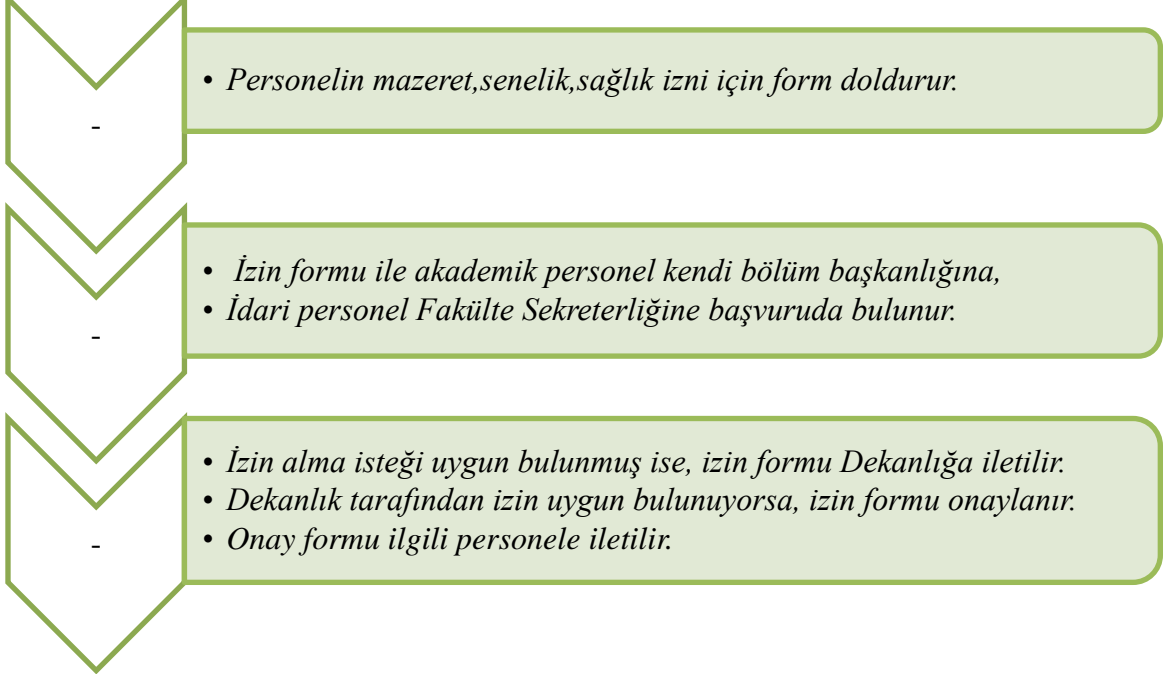 -
• Personelin mazeret,senelik,sağlık izni için form doldurur.
-
• İzin formu ile akademik personel kendi bölüm başkanlığına,
• İdari personel Fakülte Sekreterliğine başvuruda bulunur.
-
• İzin alma isteği uygun bulunmuş ise, izin formu Dekanlığa iletilir.
• Dekanlık tarafından izin uygun bulunuyorsa, izin formu onaylanır.
• Onay formu ilgili personele iletilir.